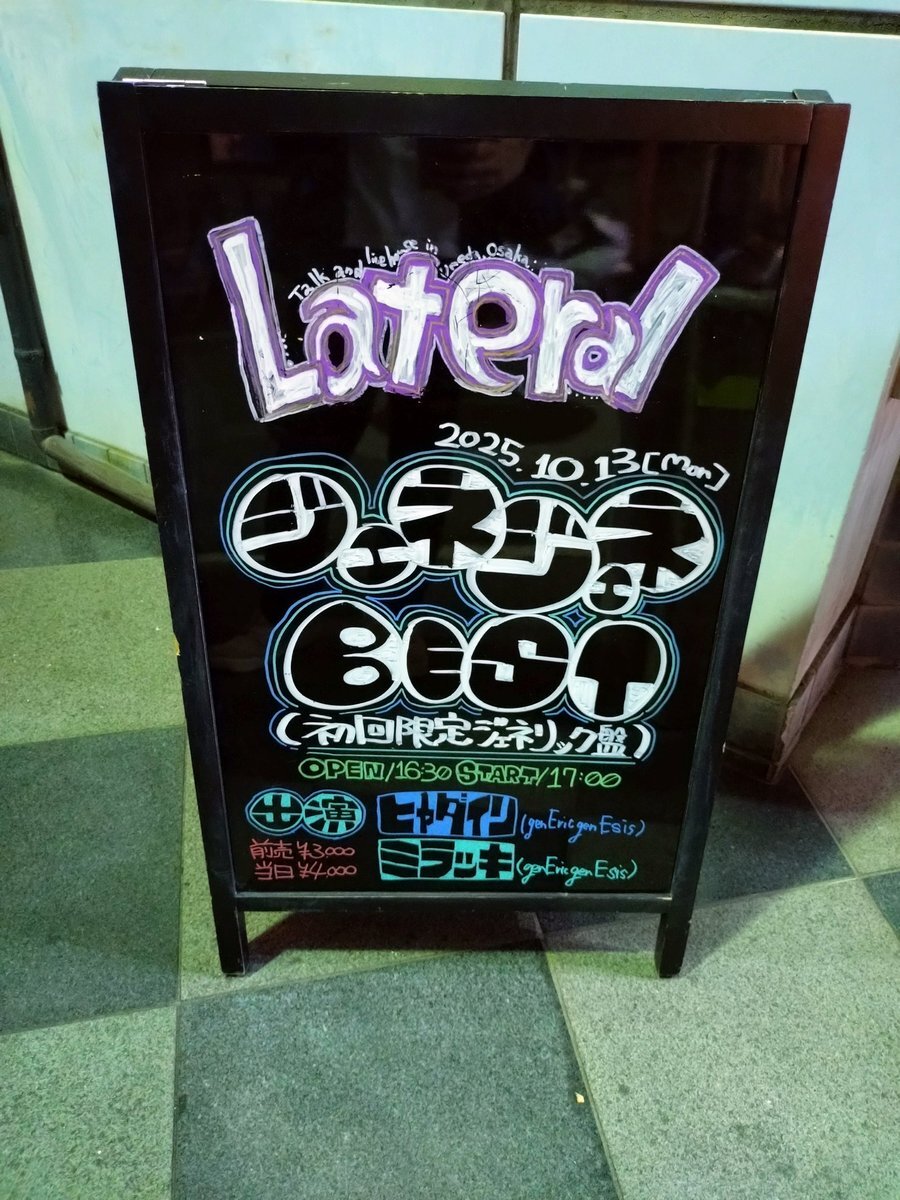 Talk and live house in Umeda, Osaka...
Lateral
2025.10.13[Mon]
ジェネジェネ
BEST
(初回限定ジェネリック盤)
OPEN/16:30 START/17:00
出演 ヒャダイン(genEric genEsis)
前売 ¥3,000 ミラッキ(genEric genEsis)
当日 ¥4,000